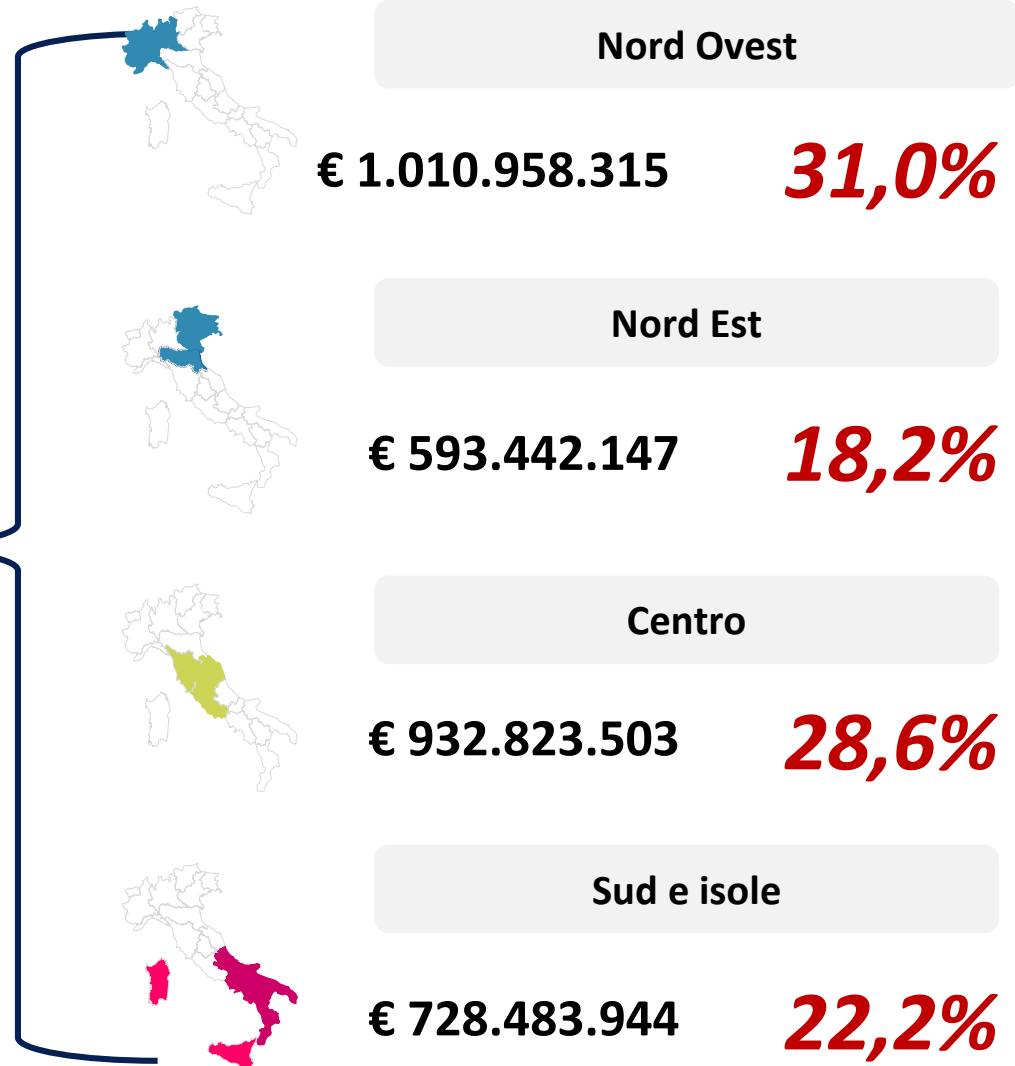 Nord Ovest
€ 1.010.958.315 31,0%
Nord Est
€ 593.442.147 18,2%
Centro
€ 932.823.503 28,6%
Sud e isole
€ 728.483.944 22,2%